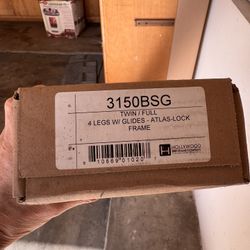 3150BSG
TWIN / FULL
4 LEGS W/ GLIDES - ATLAS-LOCK
FRAME
HOLLYWOOD